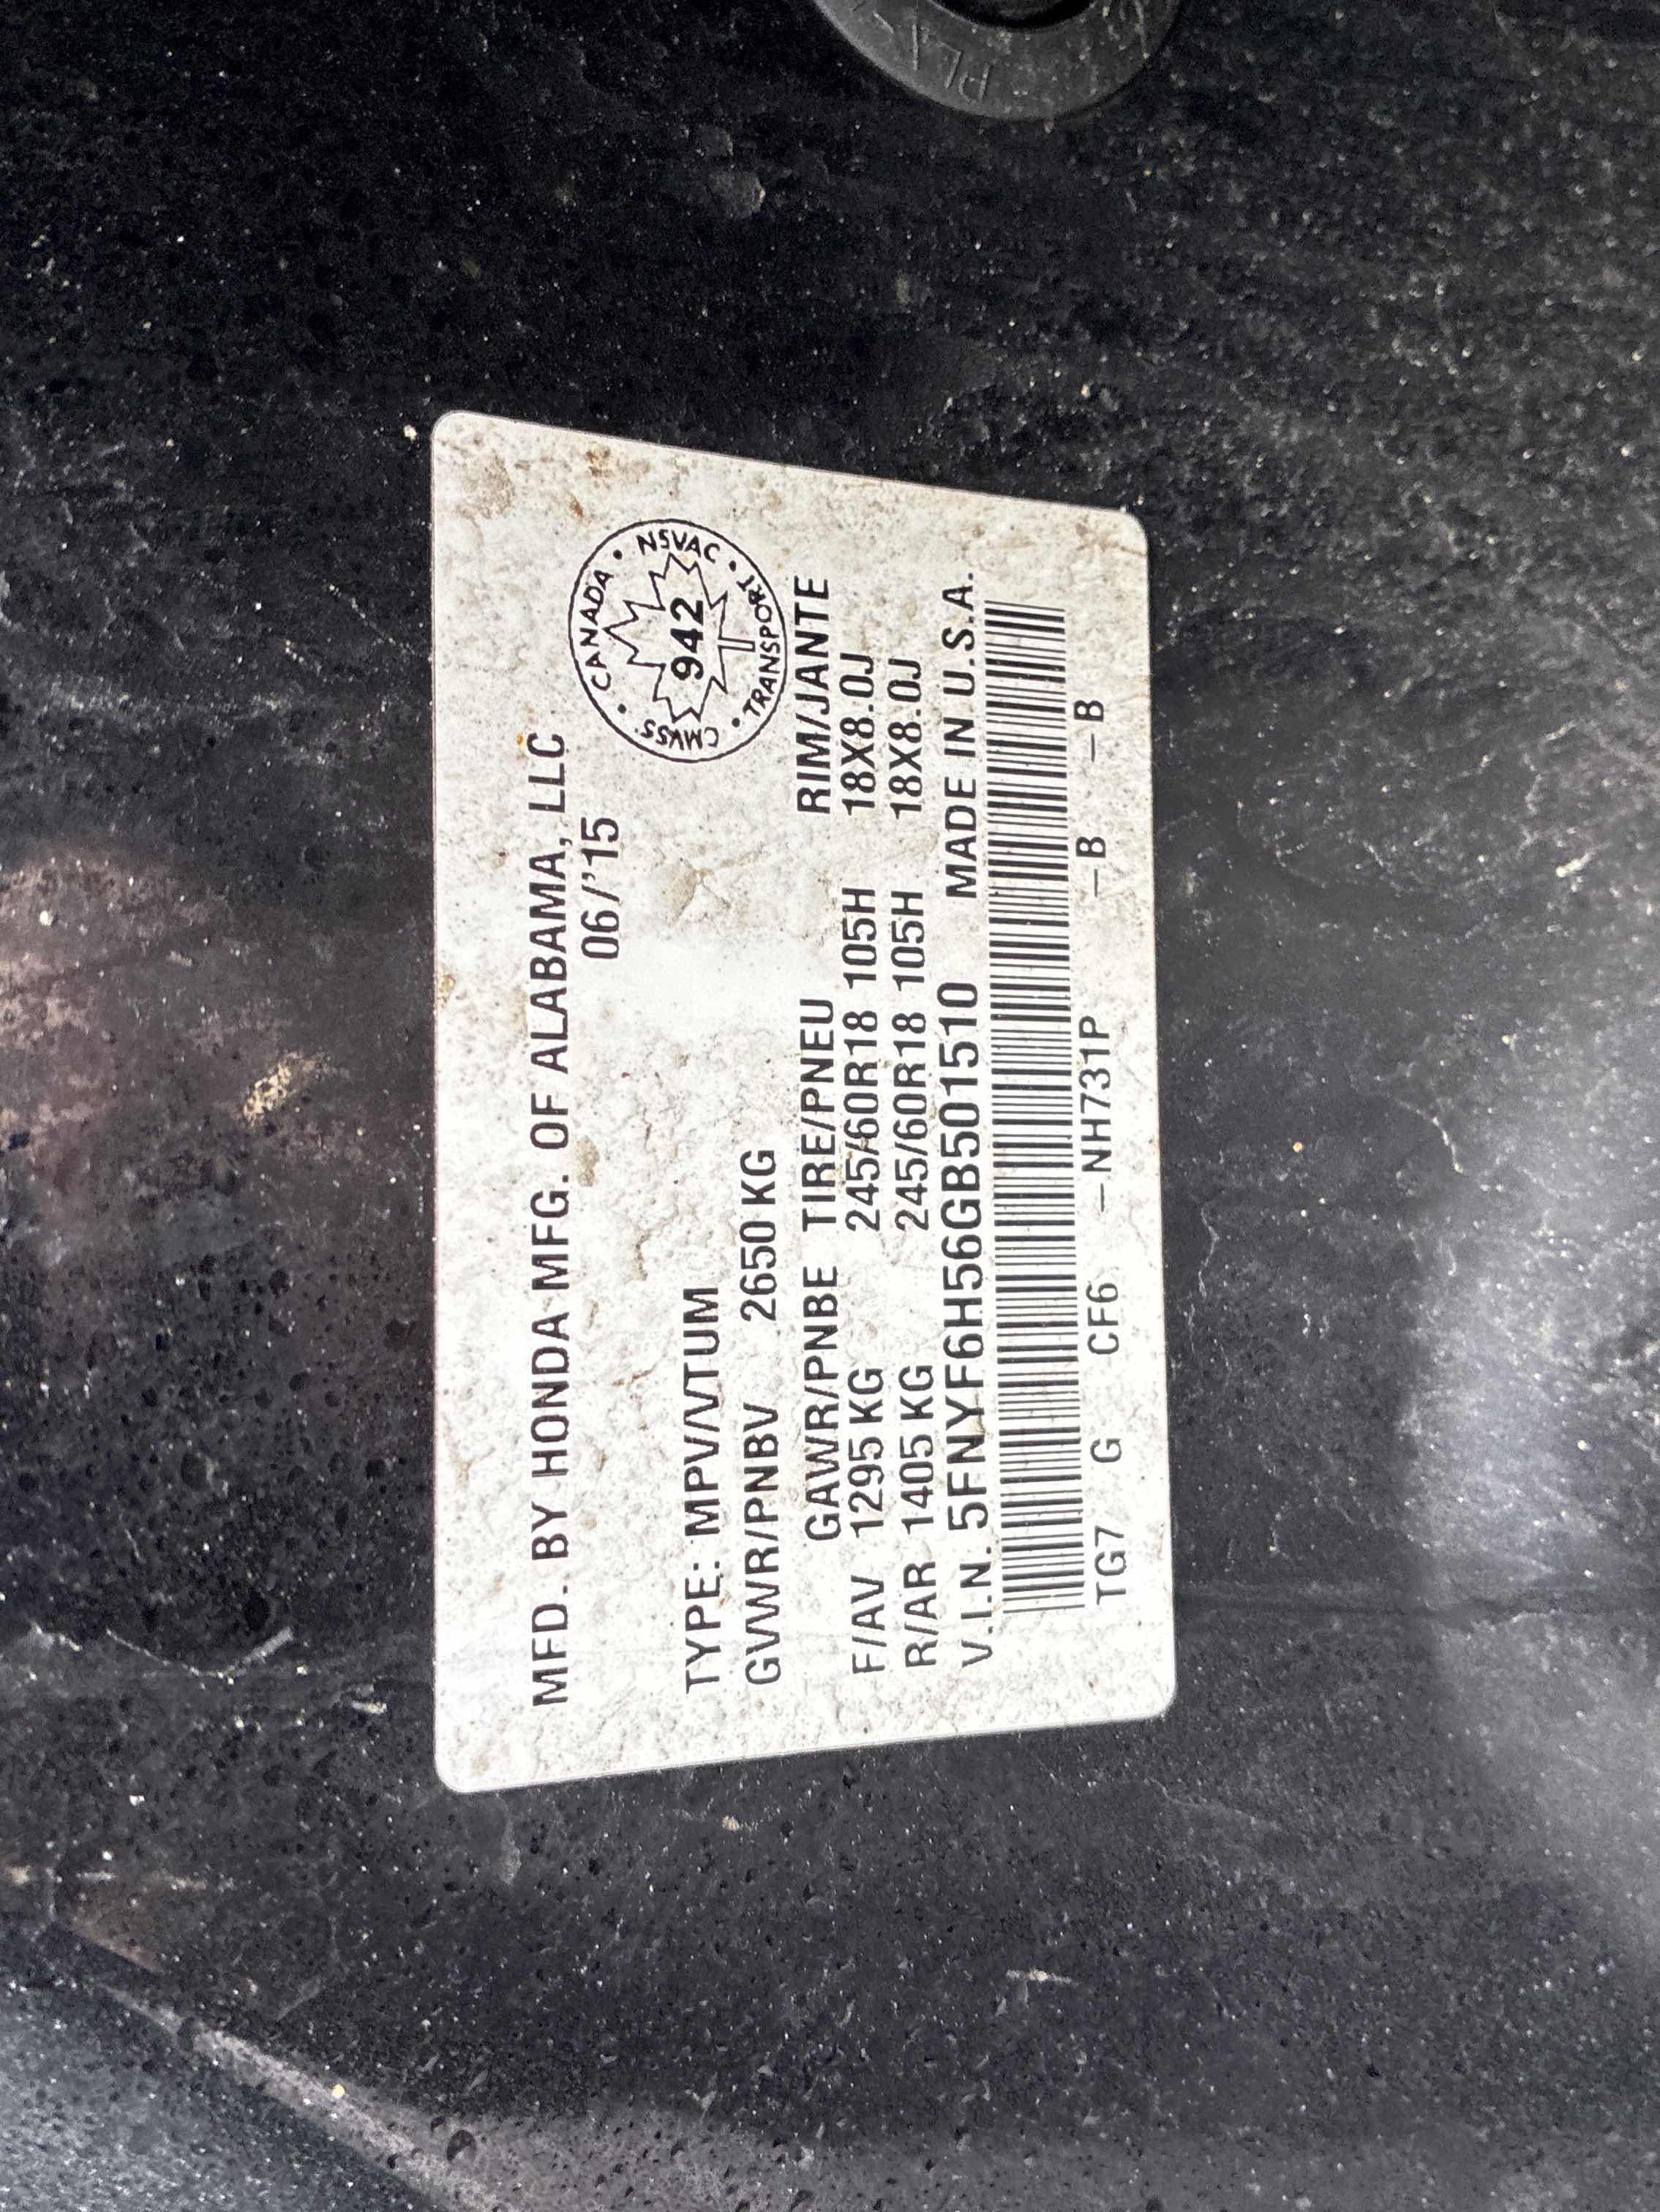 MFD. BY HONDA MFG. OF ALABAMA, LLC
06/'15
CANADA • NSVAC • TRANSPORT • CMVSS •
942
TYPE: MPV/VTUM
GVWR/PNBV 2650 KG
GAWR/PNBE TIRE/PNEU RIM/JANTE
F/AV 1295 KG 245/60R18 105H 18X8.0J
R/AR 1405 KG 245/60R18 105H 18X8.0J
V.I.N. 5FNYF6H56GB501510 MADE IN U.S.A.
TG7 G CF6 –NH731P –B –B